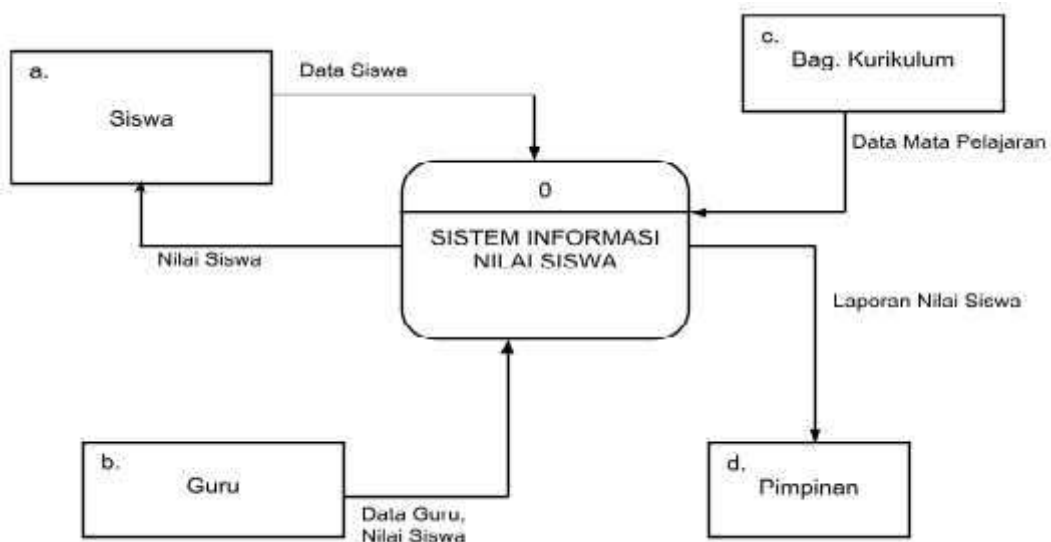 a.
Siswa
Data Siswa
c.
Bag. Kurikulum
Data Mata Pelajaran
0
SISTEM INFORMASI
NILAI SISWA
Nilai Siswa
Laporan Nilai Siswa
b.
Guru
Data Guru,
Nilai Siswa
d.
Pimpinan